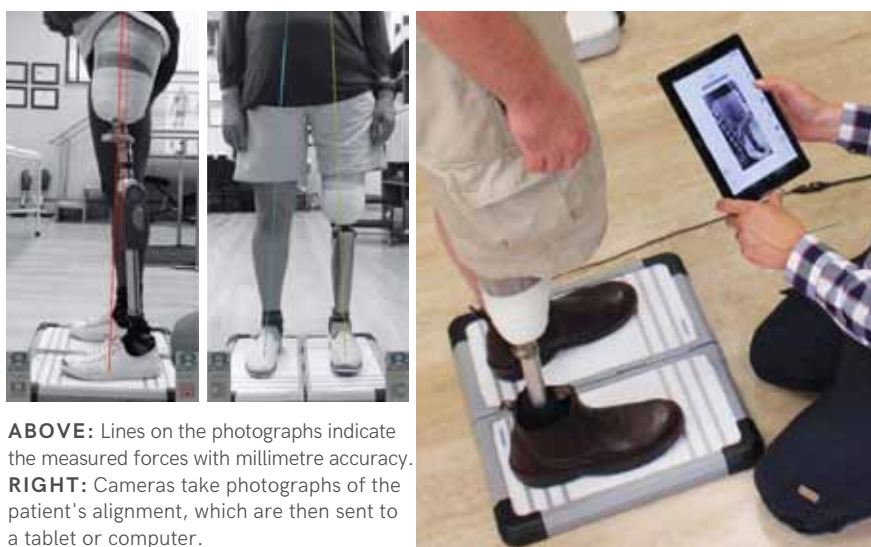 ABOVE: Lines on the photographs indicate
the measured forces with millimetre accuracy.
RIGHT: Cameras take photographs of the
patient's alignment, which are then sent to
a tablet or computer.